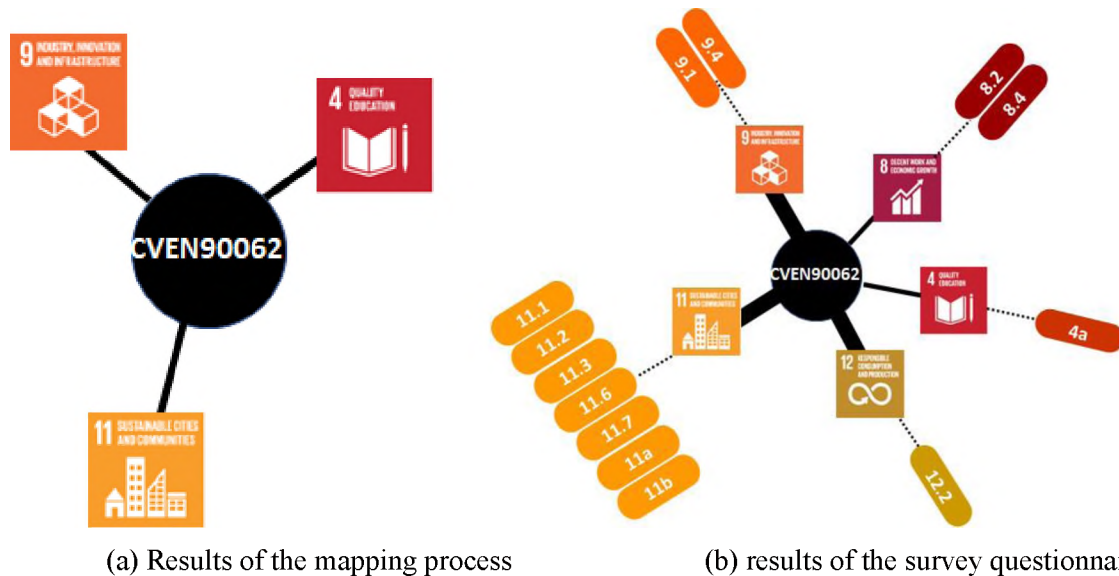 9 INDUSTRY, INNOVATION
AND INFRASTRUCTURE
4 QUALITY
EDUCATION
CVEN90062
11 SUSTAINABLE CITIES
AND COMMUNITIES
(a) Results of the mapping process
9.4
9.1
8.2
8.4
9 INDUSTRY, INNOVATION
AND INFRASTRUCTURE
8 DECENT WORK AND
ECONOMIC GROWTH
CVEN90062
11 SUSTAINABLE CITIES
AND COMMUNITIES
4 QUALITY
EDUCATION
11.1
11.2
11.3
11.6
11.7
11a
11b
4a
12 RESPONSIBLE
CONSUMPTION
AND PRODUCTION
12.2
(b) results of the survey questionna